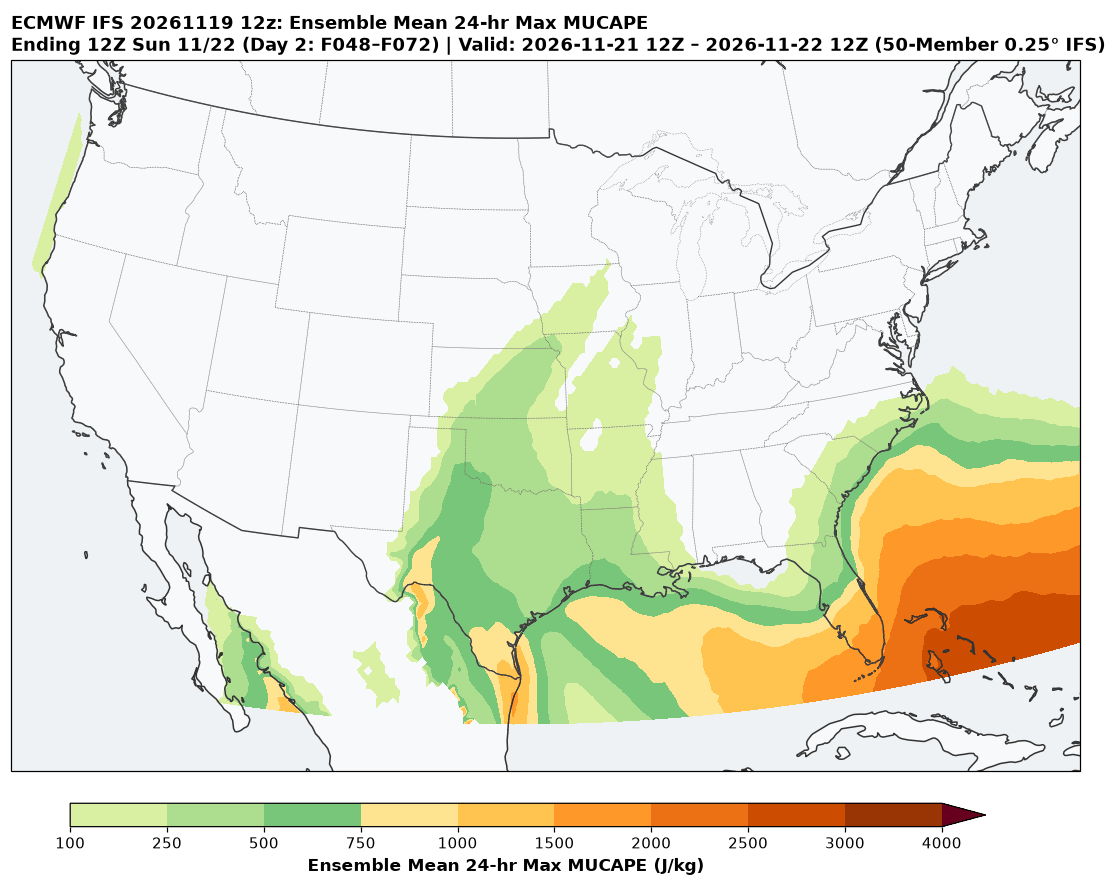 ECMWF IFS 20261119 12z: Ensemble Mean 24-hr Max MUCAPE
Ending 12Z Sun 11/22 (Day 2: F048–F072) | Valid: 2026-11-21 12Z – 2026-11-22 12Z (50-Member 0.25° IFS)
100 250 500 750 1000 1500 2000 2500 3000 4000
Ensemble Mean 24-hr Max MUCAPE (J/kg)